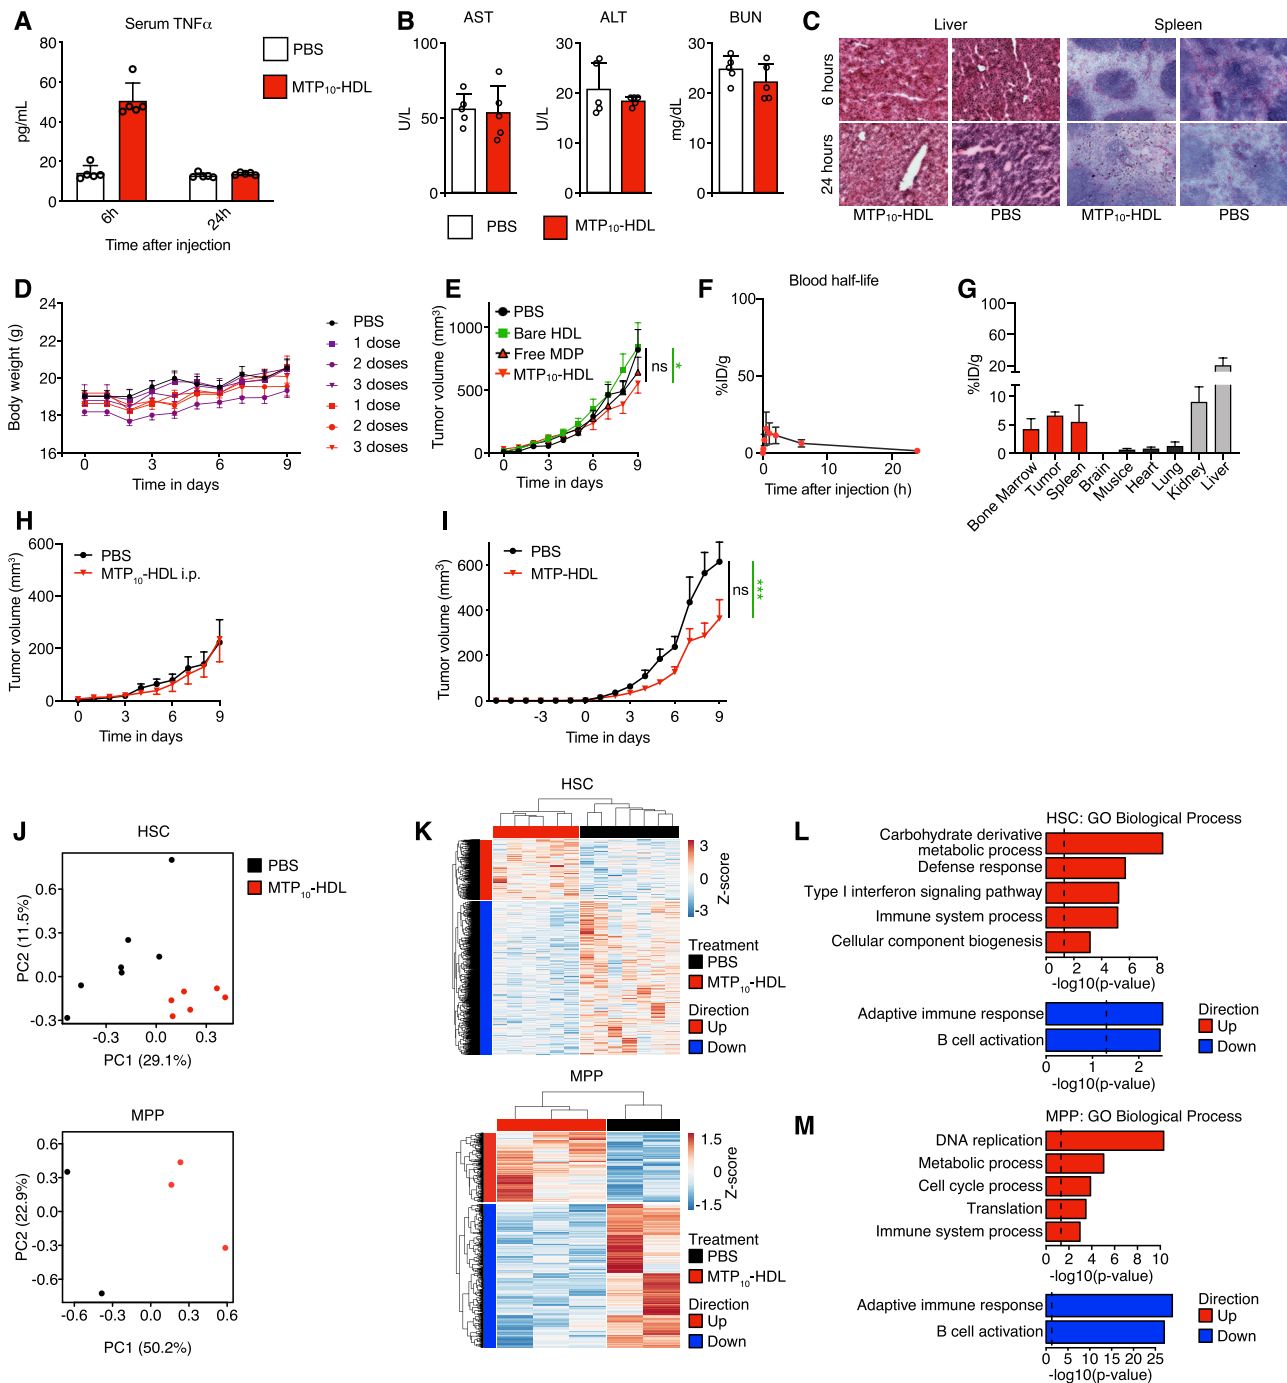 A
Serum TNFα
pg/mL
80
60
40
20
0
6h
24h
Time after injection
PBS
MTP10-HDL
B
AST
ALT
BUN
U/L
100
50
0
U/L
30
20
10
0
mg/dL
30
20
10
0
PBS
MTP10-HDL
C
Liver
Spleen
6 hours
24 hours
MTP10-HDL
PBS
MTP10-HDL
PBS
D
Body weight (g)
24
22
20
18
16
0
3
6
9
Time in days
PBS
1 dose
2 doses
3 doses
1 dose
2 doses
3 doses
E
Tumor volume (mm3)
1000
500
0
PBS
Bare HDL
Free MDP
MTP10-HDL
ns
*
0
3
6
9
Time in days
F
Blood half-life
%ID/g
100
50
0
0
10
20
Time after injection (h)
G
%ID/g
100
80
60
40
20
10
5
0
Bone Marrow
Tumor
Spleen
Brain
Muslce
Heart
Lung
Kidney
Liver
H
Tumor volume (mm3)
600
400
200
0
PBS
MTP10-HDL i.p.
0
3
6
9
Time in days
I
Tumor volume (mm3)
600
400
200
0
PBS
MTP-HDL
ns
***
-3
0
3
6
9
Time in days
J
HSC
PBS
MTP10-HDL
PC2 (11.5%)
0.6
0.3
0.0
-0.3
-0.3
0.0
0.3
PC1 (29.1%)
MPP
PC2 (22.9%)
0.6
0.3
0.0
-0.3
-0.6
-0.6
-0.3
0.0
0.3
0.6
PC1 (50.2%)
K
HSC
3
0
-3
Z-score
Treatment
PBS
MTP10-HDL
Direction
Up
Down
MPP
1.5
0
-1.5
Z-score
Treatment
PBS
MTP10-HDL
Direction
Up
Down
L
HSC: GO Biological Process
Carbohydrate derivative
metabolic process
Defense response
Type I interferon signaling pathway
Immune system process
Cellular component biogenesis
0
2
4
6
8
-log10(p-value)
Adaptive immune response
B cell activation
0
1
2
-log10(p-value)
Direction
Up
Down
M
MPP: GO Biological Process
DNA replication
Metabolic process
Cell cycle process
Translation
Immune system process
0
2
4
6
8
10
-log10(p-value)
Adaptive immune response
B cell activation
0
5
10
15
20
25
-log10(p-value)
Direction
Up
Down